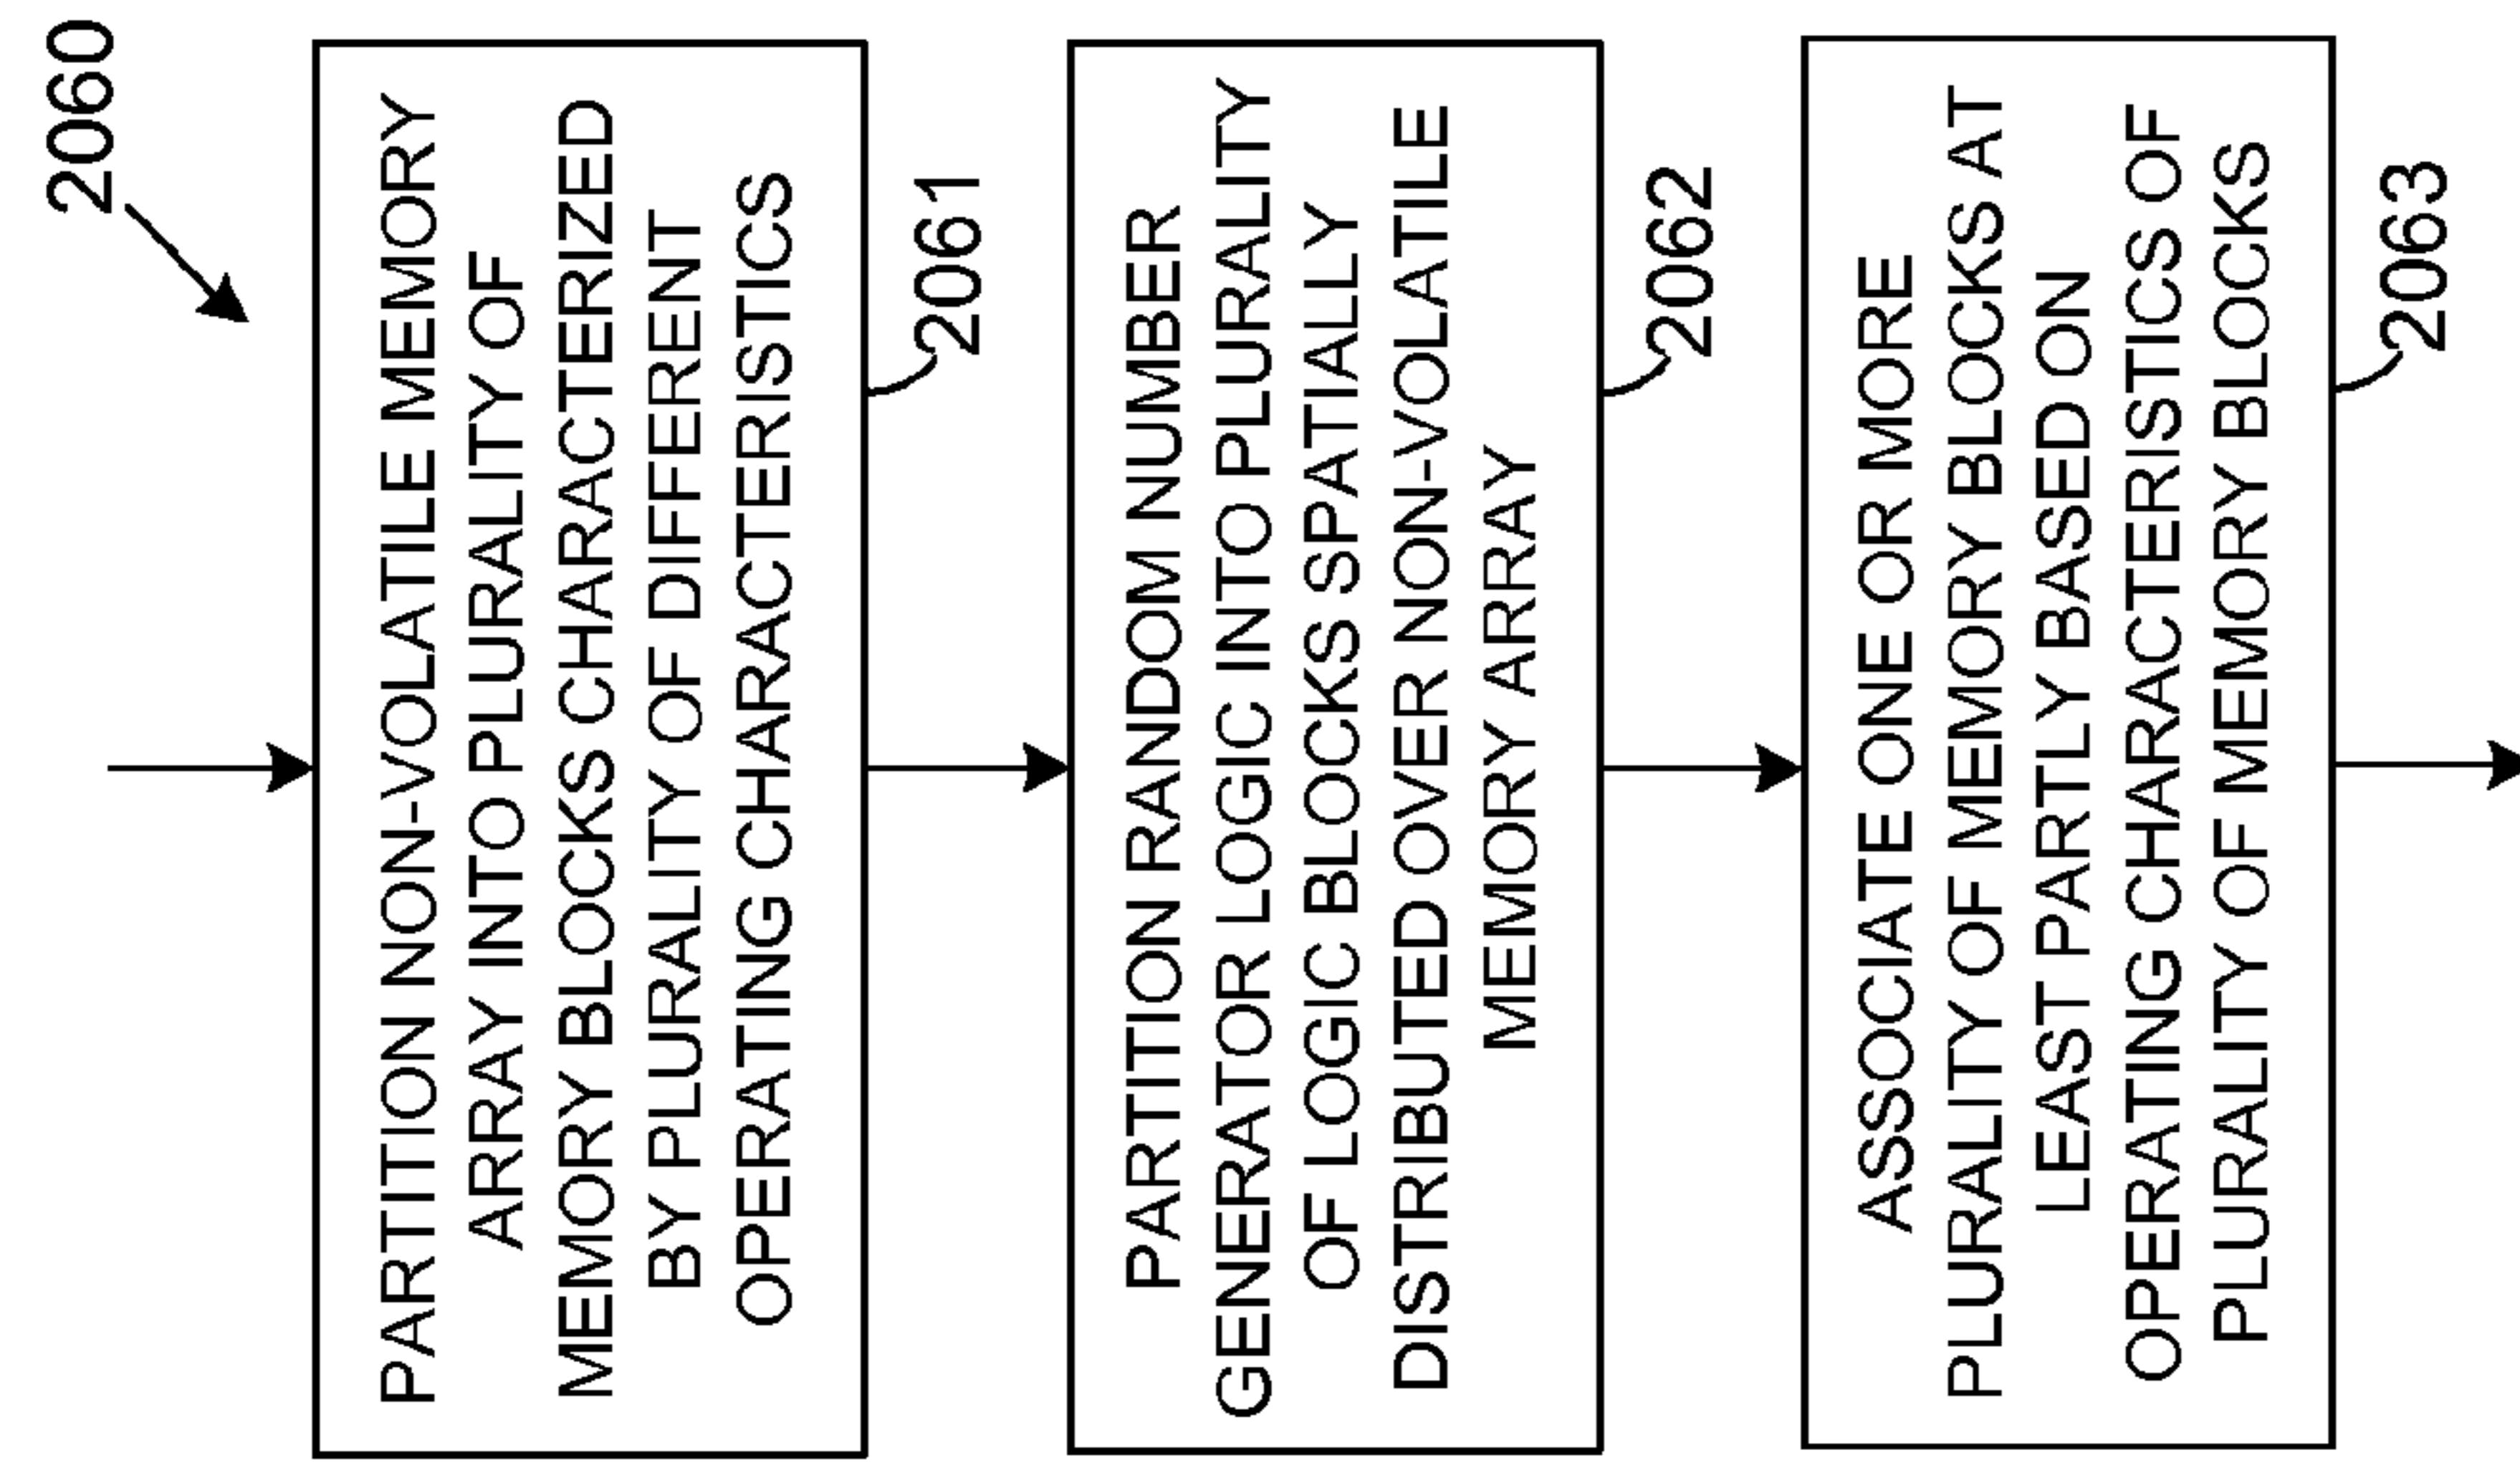 2060
PARTITION NON-VOLATILE MEMORY
ARRAY INTO PLURALITY OF
MEMORY BLOCKS CHARACTERIZED
BY PLURALITY OF DIFFERENT
OPERATING CHARACTERISTICS
2061
PARTITION RANDOM NUMBER
GENERATOR LOGIC INTO PLURALITY
OF LOGIC BLOCKS SPATIALLY
DISTRIBUTED OVER NON-VOLATILE
MEMORY ARRAY
2062
ASSOCIATE ONE OR MORE
PLURALITY OF MEMORY BLOCKS AT
LEAST PARTLY BASED ON
OPERATING CHARACTERISTICS OF
PLURALITY OF MEMORY BLOCKS
2063